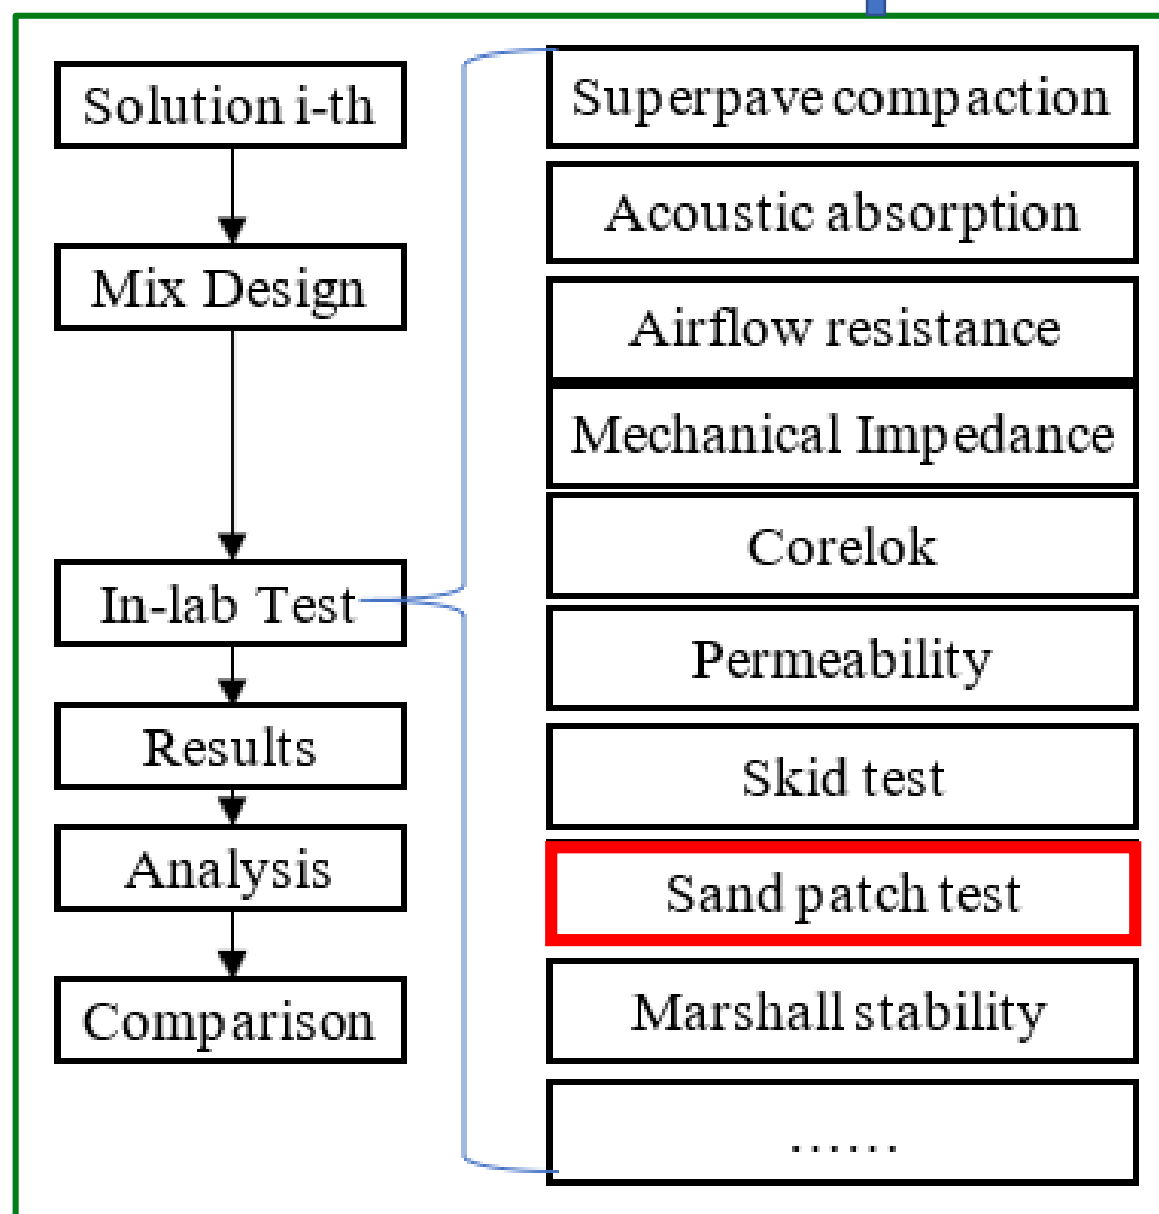 Solution i-th
Mix Design
In-lab Test
Results
Analysis
Comparison
Superpave compaction
Acoustic absorption
Airflow resistance
Mechanical Impedance
Corelok
Permeability
Skid test
Sand patch test
Marshall stability
......